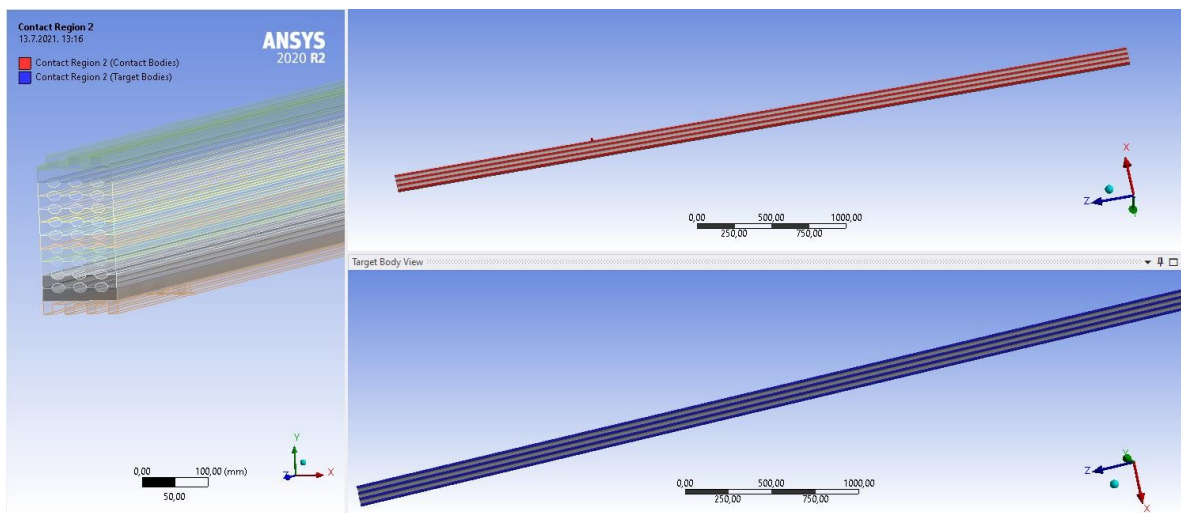 Contact Region 2
13.7.2021. 13:16
Contact Region 2 (Contact Bodies)
Contact Region 2 (Target Bodies)
ANSYS
2020 R2
Y
Z
X
0,00
100,00 (mm)
50,00
X
Z
Y
0,00
500,00
1000,00
250,00
750,00
Target Body View
Y
Z
X
0,00
500,00
1000,00
250,00
750,00